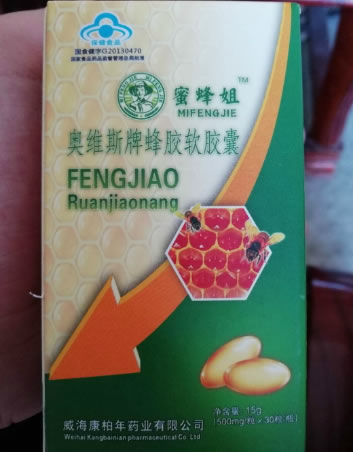 保健食品
国食健字G20130470
国家食品药品监督管理总局批准
蜜蜂姐™
MIFENGJIE
奥维斯牌蜂胶软胶囊
FENGJIAO
Ruanjiaonang
净含量：15g
(500mg/粒×30粒/瓶)
威海康柏年药业有限公司
Weihai Kangbainian pharmaceutical Co. Ltd